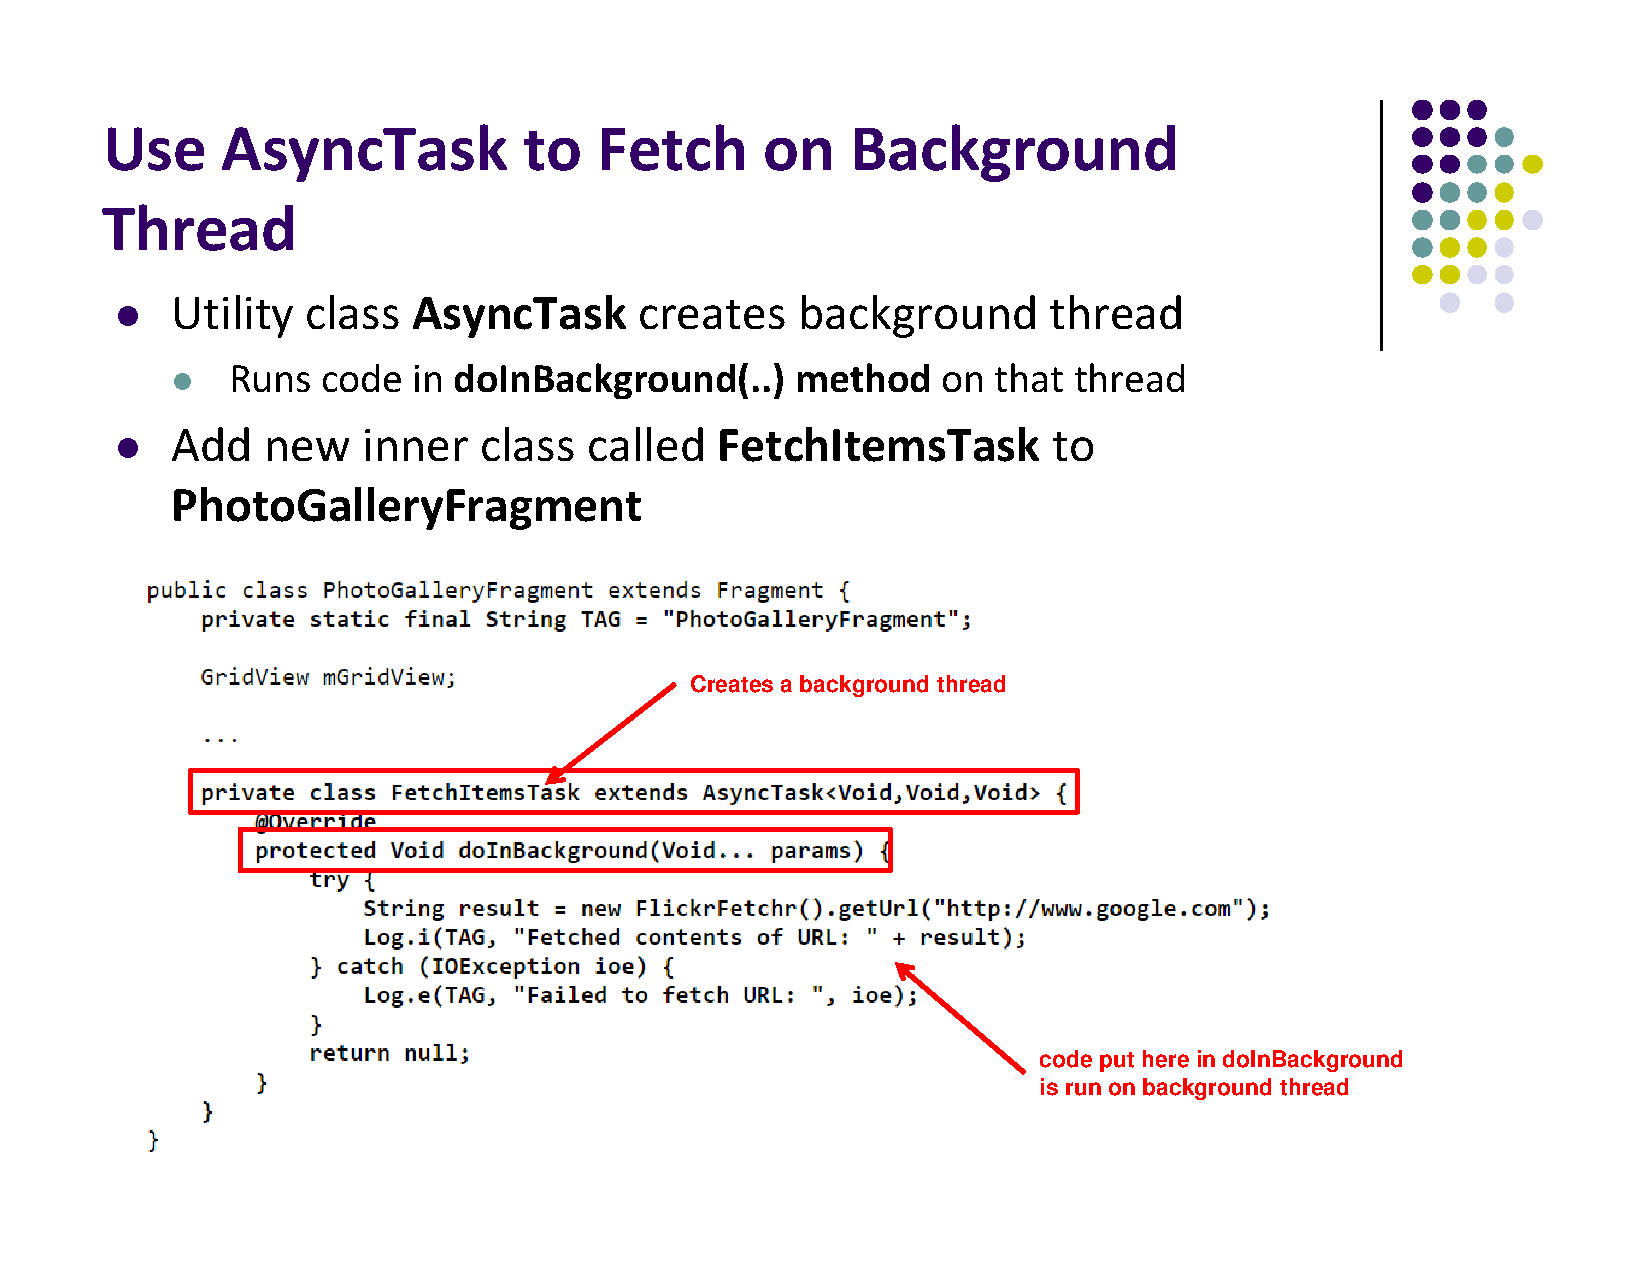 Use AsyncTask to Fetch on Background
Thread
Utility class AsyncTask creates background thread
Runs code in doInBackground(..) method on that thread
Add new inner class called FetchItemsTask to
PhotoGalleryFragment
public class PhotoGalleryFragment extends Fragment {
private static final String TAG = "PhotoGalleryFragment";
GridView mGridView;
Creates a background thread
...
private class FetchItemsTask extends AsyncTask<Void,Void,Void> {
@Override
protected Void doInBackground(Void... params) {
try {
String result = new FlickrFetchr().getUrl("http://www.google.com");
Log.i(TAG, "Fetched contents of URL: " + result);
} catch (IOException ioe) {
Log.e(TAG, "Failed to fetch URL: ", ioe);
}
return null;
code put here in doInBackground
is run on background thread
}
}
}